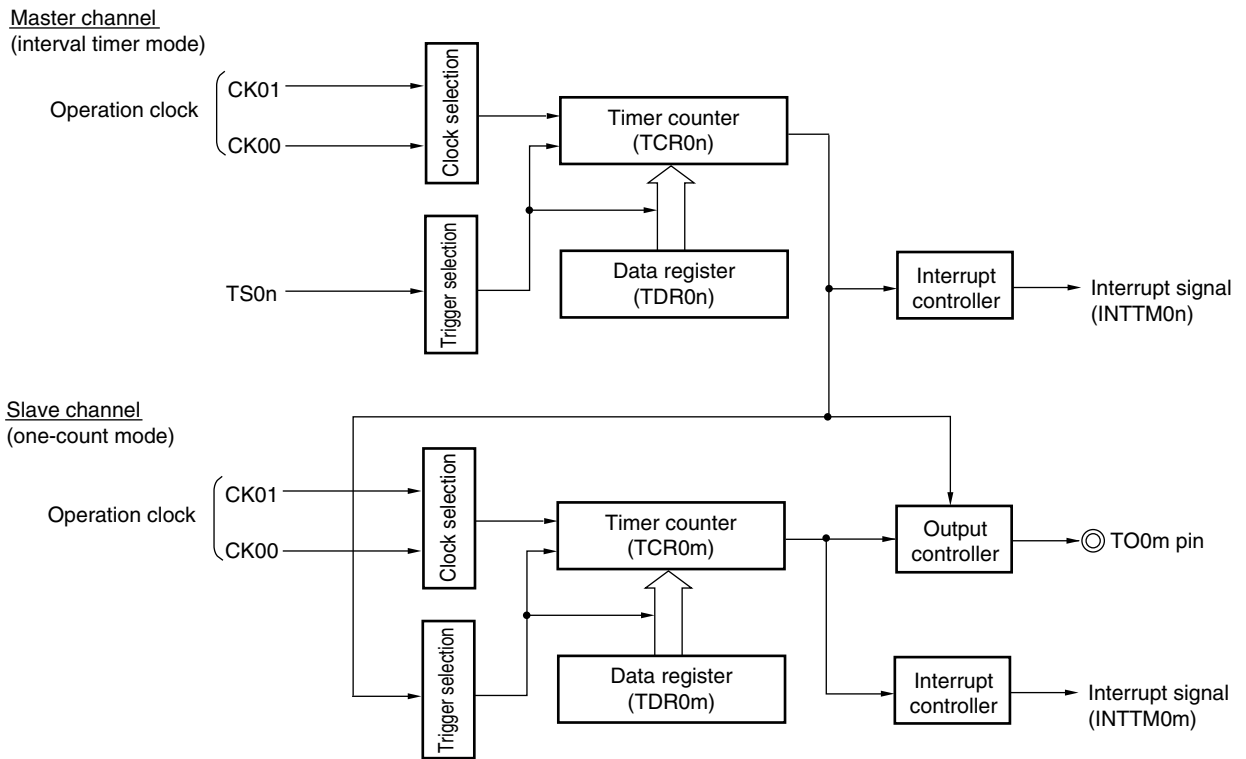 Master channel
(interval timer mode)
Operation clock
CK01
CK00
Clock selection
Timer counter
(TCR0n)
TS0n
Trigger selection
Data register
(TDR0n)
Interrupt
controller
Interrupt signal
(INTTM0n)
Slave channel
(one-count mode)
Operation clock
CK01
CK00
Clock selection
Timer counter
(TCR0m)
Output
controller
TO0m pin
Trigger selection
Data register
(TDR0m)
Interrupt
controller
Interrupt signal
(INTTM0m)